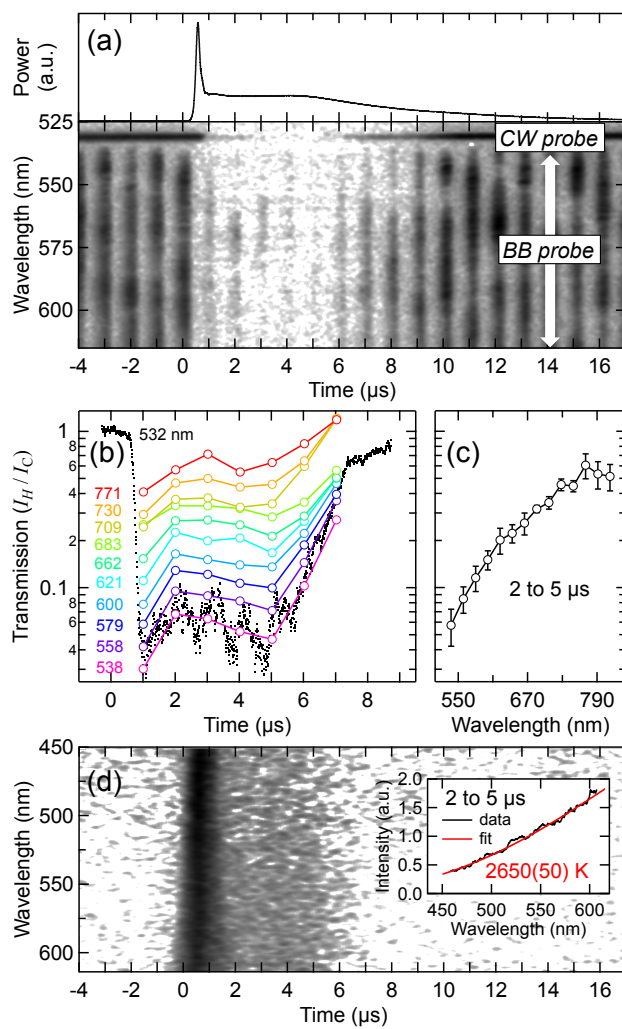 (a)
Power
(a.u.)
525
550
575
600
Wavelength (nm)
CW probe
BB probe
-4 -2 0 2 4 6 8 10 12 14 16
Time (µs)
(b)
532 nm
1
6
4
2
0.1
6
4
Transmission (I_H / I_C)
771
730
709
683
662
621
600
579
558
538
0 2 4 6 8
Time (µs)
(c)
2 to 5 µs
550 670 790
Wavelength (nm)
(d)
450
500
550
600
Wavelength (nm)
-4 -2 0 2 4 6 8 10 12 14 16
Time (µs)
2 to 5 µs
data
fit
2650(50) K
2.0
1.5
1.0
0.5
0.0
Intensity (a.u.)
450 500 550 600
Wavelength (nm)